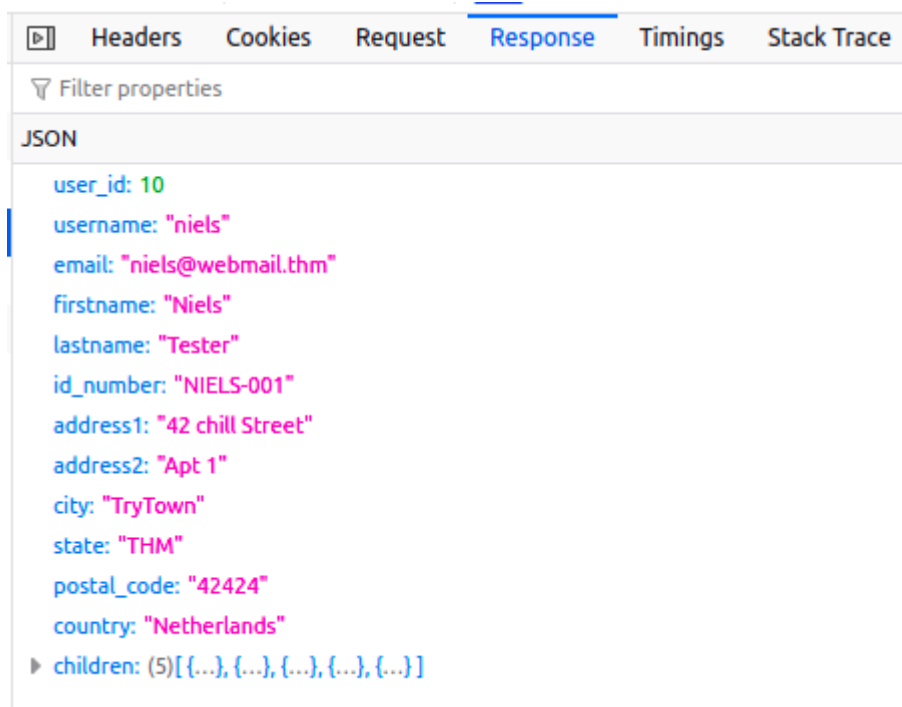 Headers Cookies Request Response Timings Stack Trace
Filter properties
JSON
user_id: 10
username: "niels"
email: "niels@webmail.thm"
firstname: "Niels"
lastname: "Tester"
id_number: "NIELS-001"
address1: "42 chill Street"
address2: "Apt 1"
city: "TryTown"
state: "THM"
postal_code: "42424"
country: "Netherlands"
children: (5)[ {…}, {…}, {…}, {…}, {…} ]